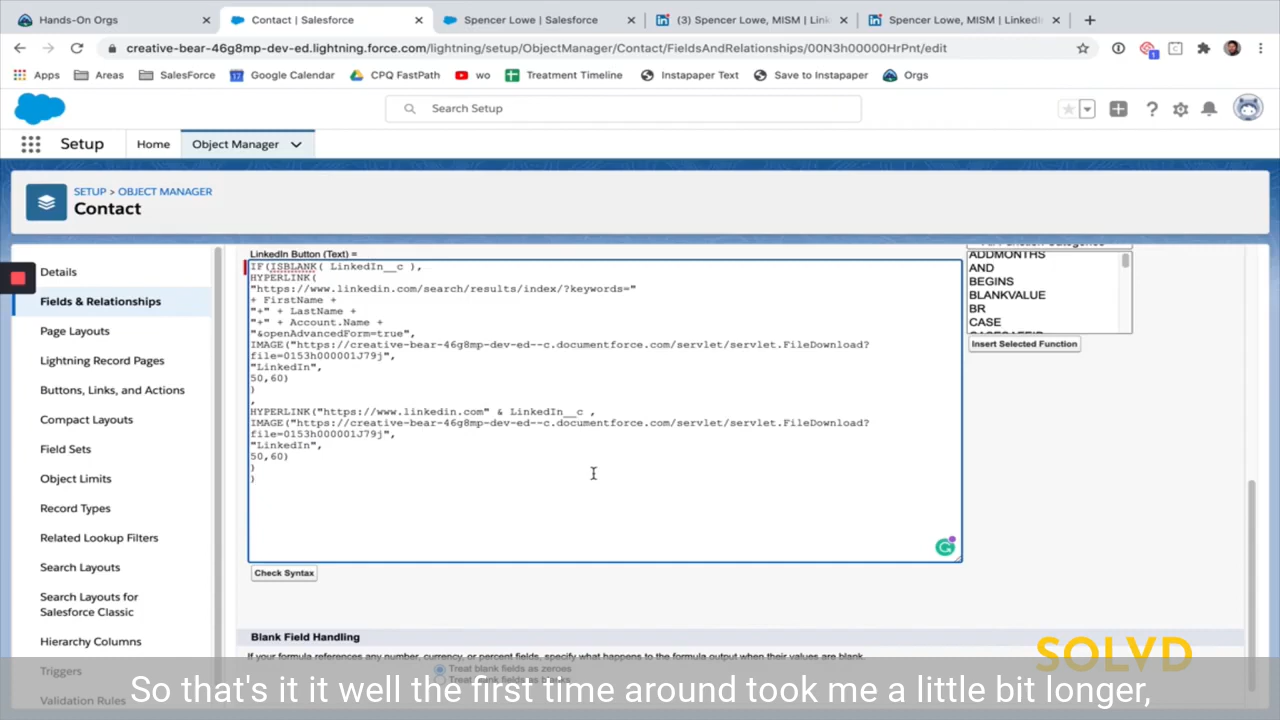 Hands-On Orgs
Contact | Salesforce
Spencer Lowe | Salesforce
(3) Spencer Lowe, MISM | Link
Spencer Lowe, MISM | LinkedI
creative-bear-46g8mp-dev-ed.lightning.force.com/lightning/setup/ObjectManager/Contact/FieldsAndRelationships/00N3h00000HrPnt/edit
1
Apps
Areas
SalesForce
17 Google Calendar
CPQ FastPath
wo
Treatment Timeline
Instapaper Text
Save to Instapaper
Orgs
Search Setup
Setup
Home
Object Manager
SETUP > OBJECT MANAGER
Contact
Details
Fields & Relationships
Page Layouts
Lightning Record Pages
Buttons, Links, and Actions
Compact Layouts
Field Sets
Object Limits
Record Types
Related Lookup Filters
Search Layouts
Search Layouts for
Salesforce Classic
Hierarchy Columns
Triggers
Validation Rules
LinkedIn Button (Text) =
IF(ISBLANK( LinkedIn__c ),
HYPERLINK(
"https://www.linkedin.com/search/results/index/?keywords="
+ FirstName +
"+" + LastName +
"+" + Account.Name +
"&openAdvancedForm=true",
IMAGE("https://creative-bear-46g8mp-dev-ed--c.documentforce.com/servlet/servlet.FileDownload?
file=0153h000001J79j",
"LinkedIn",
50,60)
)
,
HYPERLINK("https://www.linkedin.com" & LinkedIn__c ,
IMAGE("https://creative-bear-46g8mp-dev-ed--c.documentforce.com/servlet/servlet.FileDownload?
file=0153h000001J79j",
"LinkedIn",
50,60)
)
)
ADDMONTHS
AND
BEGINS
BLANKVALUE
BR
CASE
Insert Selected Function
Check Syntax
Blank Field Handling
If your formula references any number, currency, or percent fields, specify what happens to the formula output when their values are blank.
Treat blank fields as zeroes
Treat blank fields as blanks
SOLVD
So that's it it well the first time around took me a little bit longer,